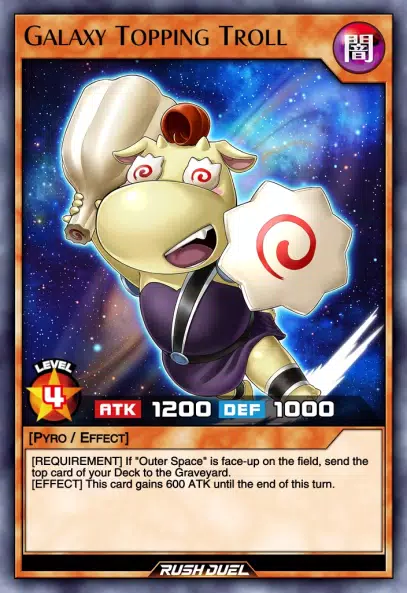 GALAXY TOPPING TROLL
闇
LEVEL
4
ATK 1200 DEF 1000
[PYRO / EFFECT]
[REQUIREMENT] If "Outer Space" is face-up on the field, send the
top card of your Deck to the Graveyard.
[EFFECT] This card gains 600 ATK until the end of this turn.
RUSH DUEL